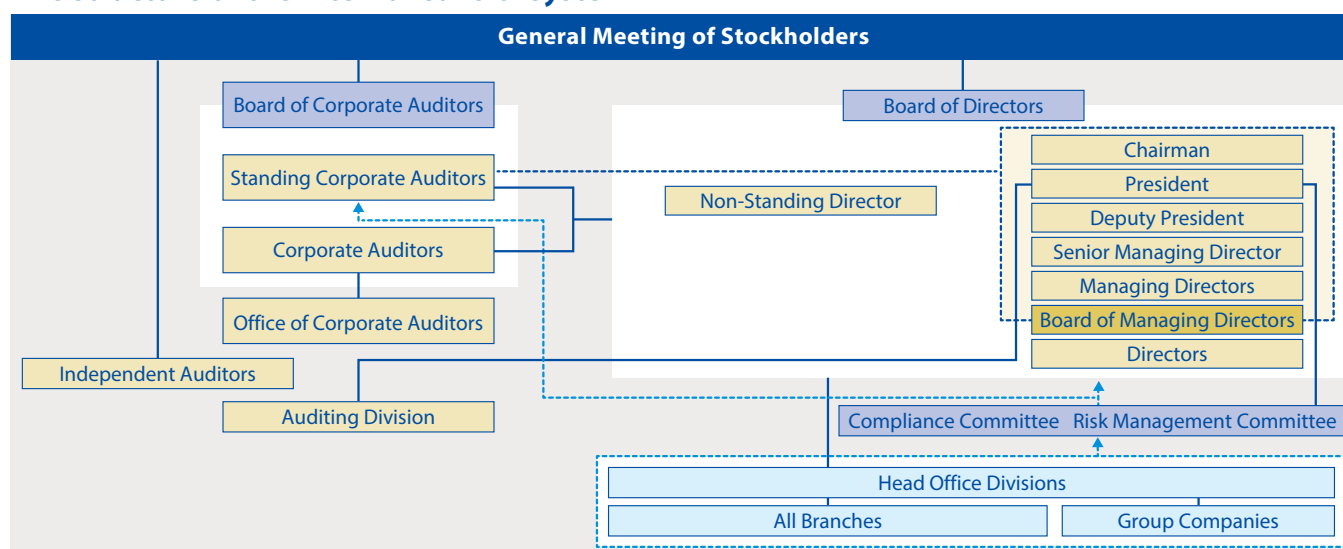 General Meeting of Stockholders
Board of Corporate Auditors
Board of Directors
Standing Corporate Auditors
Non-Standing Director
Corporate Auditors
Office of Corporate Auditors
Independent Auditors
Auditing Division
Chairman
President
Deputy President
Senior Managing Director
Managing Directors
Board of Managing Directors
Directors
Compliance Committee Risk Management Committee
Head Office Divisions
All Branches
Group Companies